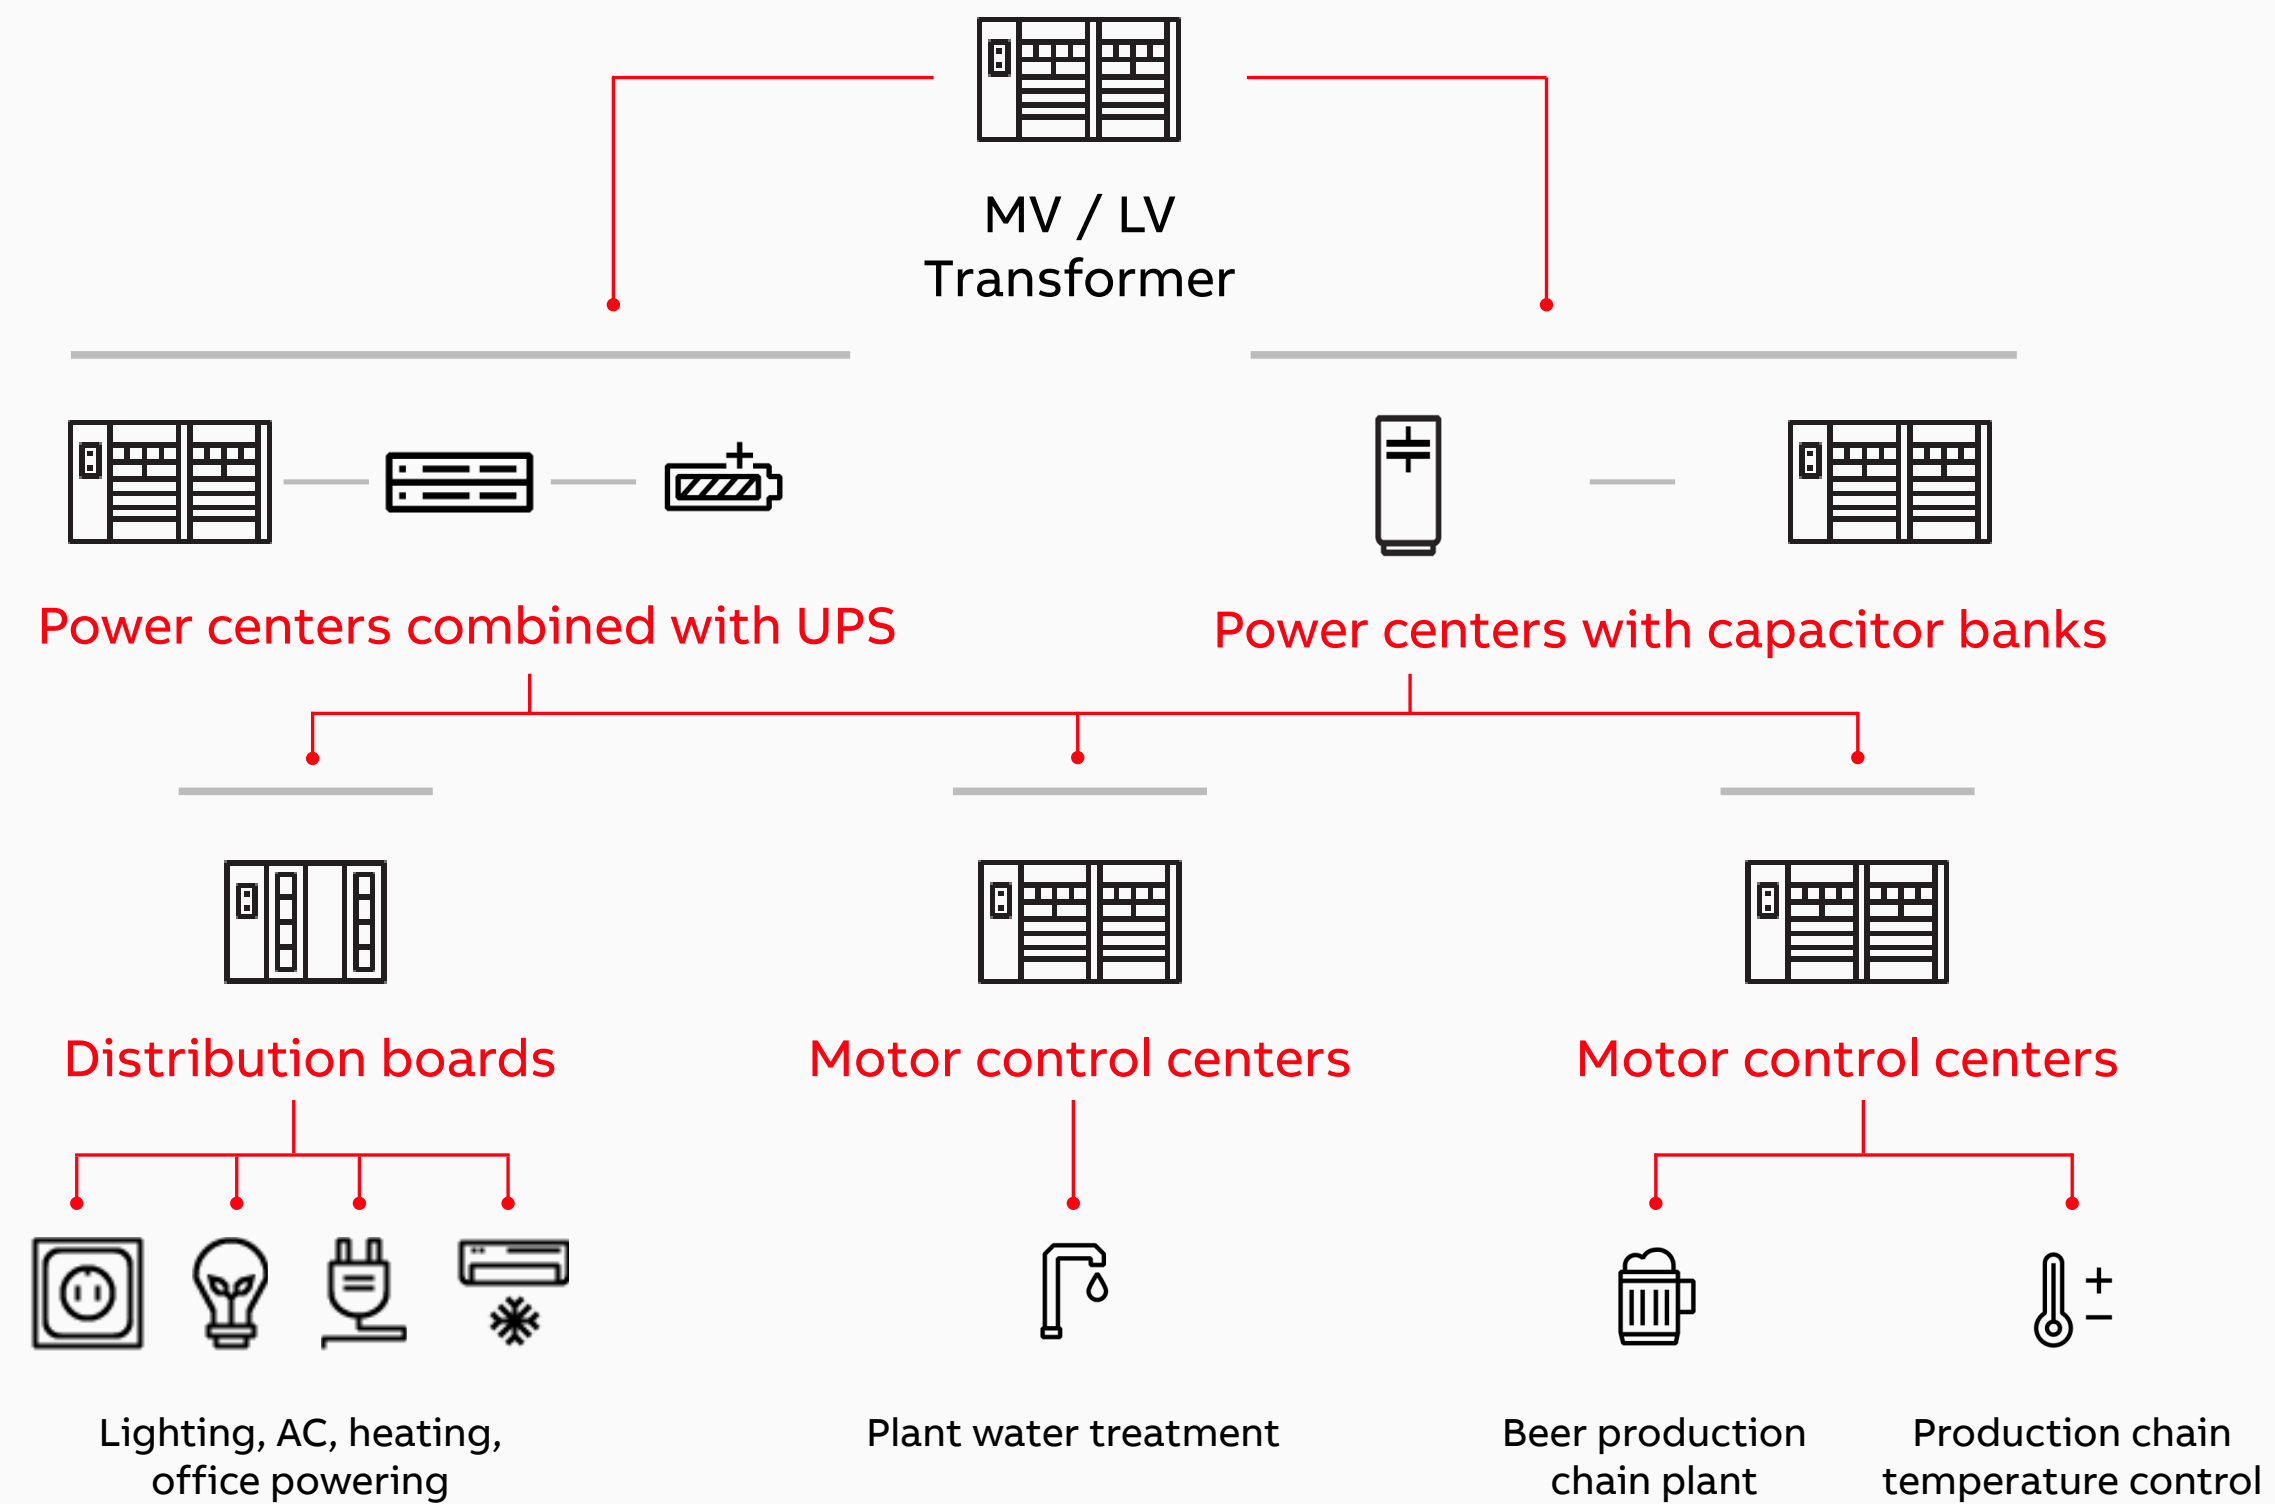 MV / LV
Transformer
Power centers combined with UPS
Power centers with capacitor banks
Distribution boards
Motor control centers
Motor control centers
Lighting, AC, heating,
office powering
Plant water treatment
Beer production
chain plant
Production chain
temperature control